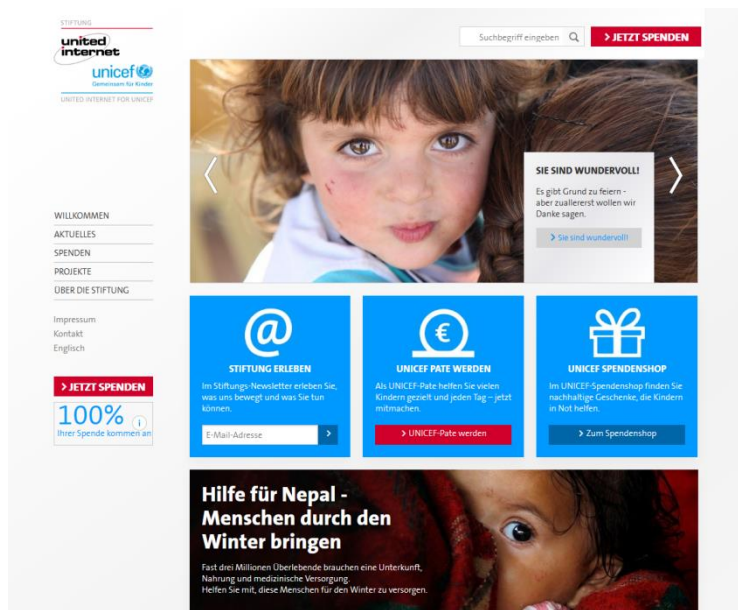 STIFTUNG
united
internet
unicef
Gemeinsam für Kinder
UNITED INTERNET FOR UNICEF
Suchbegriff eingeben
> JETZT SPENDEN
SIE SIND WUNDERVOLL!
Es gibt Grund zu feiern -
aber zuallererst wollen wir
Danke sagen.
> Sie sind wundervoll!
WILLKOMMEN
AKTUELLES
SPENDEN
PROJEKTE
ÜBER DIE STIFTUNG
Impressum
Kontakt
Englisch
> JETZT SPENDEN
100% i
Ihrer Spende kommen an
@
STIFTUNG ERLEBEN
Im Stiftungs-Newsletter erleben Sie,
was uns bewegt und was Sie tun
können.
E-Mail-Adresse >
€
UNICEF PATE WERDEN
Als UNICEF-Pate helfen Sie vielen
Kindern gezielt und jeden Tag – jetzt
mitmachen.
> UNICEF-Pate werden
UNICEF SPENDENSHOP
Im UNICEF-Spendenshop finden Sie
nachhaltige Geschenke, die Kindern
in Not helfen.
> Zum Spendenshop
Hilfe für Nepal -
Menschen durch den
Winter bringen
Fast drei Millionen Überlebende brauchen eine Unterkunft,
Nahrung und medizinische Versorgung.
Helfen Sie mit, diese Menschen für den Winter zu versorgen.